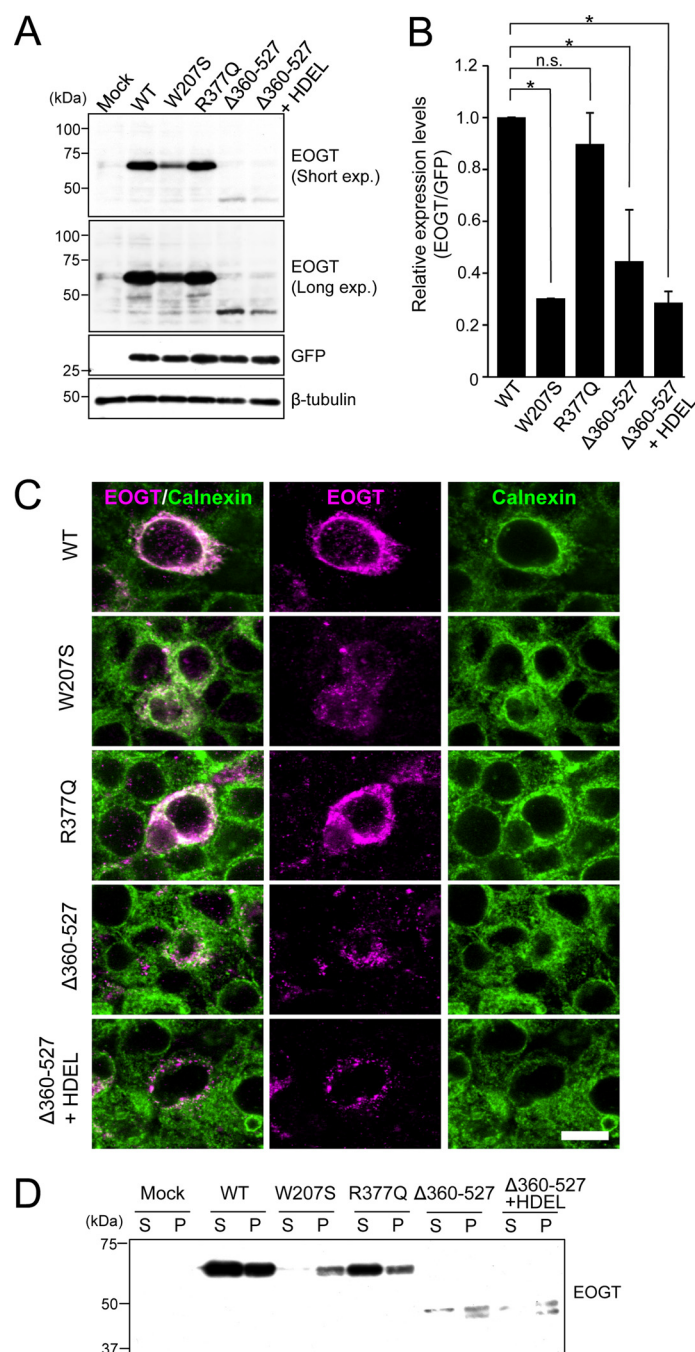 A
(kDa)
Mock
WT
W207S
R377Q
Δ360-527
Δ360-527
+ HDEL
100
75
50
EOGT
(Short exp.)
100
75
50
EOGT
(Long exp.)
25
GFP
50
β-tubulin
B
*
*
n.s.
*
Relative expression levels
(EOGT/GFP)
1.2
1.0
0.8
0.6
0.4
0.2
0
WT
W207S
R377Q
Δ360-527
Δ360-527
+ HDEL
C
EOGT/Calnexin
EOGT
Calnexin
WT
W207S
R377Q
Δ360-527
Δ360-527
+ HDEL
D
Mock
WT
W207S
R377Q
Δ360-527
Δ360-527
+HDEL
(kDa)
S P S P S P S P S P S P
75
50
37
EOGT